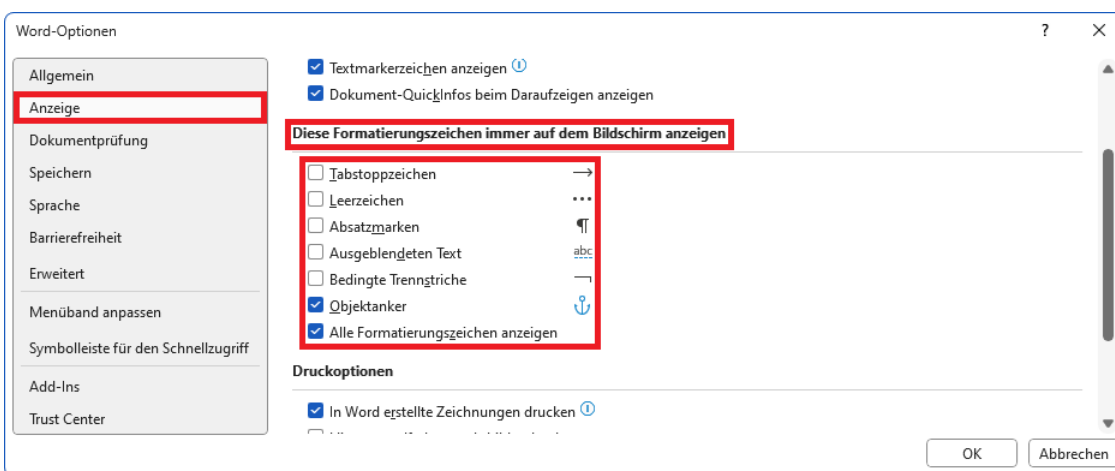 Word-Optionen ?
Allgemein
Anzeige
Dokumentprüfung
Speichern
Sprache
Barrierefreiheit
Erweitert
Menüband anpassen
Symbolleiste für den Schnellzugriff
Add-Ins
Trust Center
Textmarkerzeichen anzeigen
Dokument-QuickInfos beim Daraufzeigen anzeigen
Diese Formatierungszeichen immer auf dem Bildschirm anzeigen
Tabstoppzeichen →
Leerzeichen •••
Absatzmarken ¶
Ausgeblendeten Text abc
Bedingte Trennstriche ¬
Objektanker
Alle Formatierungszeichen anzeigen
Druckoptionen
In Word erstellte Zeichnungen drucken
OK Abbrechen